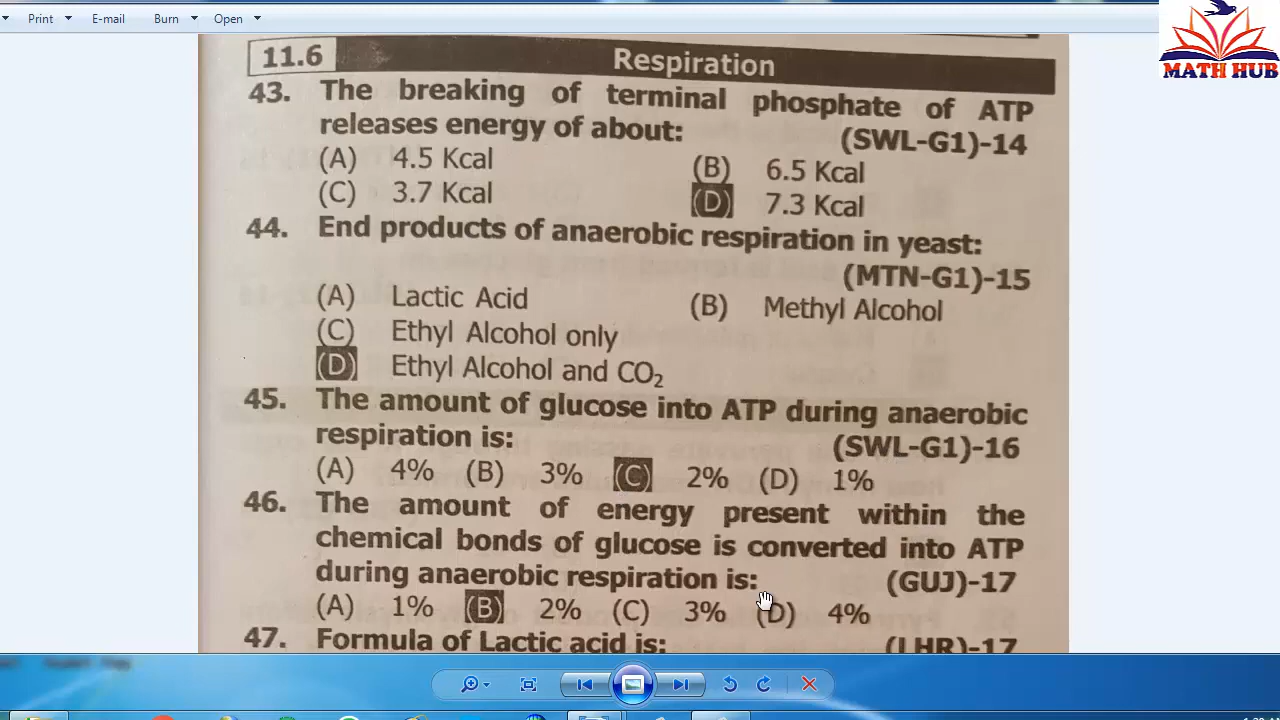 Print E-mail Burn Open
MATH HUB
11.6 Respiration
43. The breaking of terminal phosphate of ATP
releases energy of about: (SWL-G1)-14
(A) 4.5 Kcal (B) 6.5 Kcal
(C) 3.7 Kcal (D) 7.3 Kcal
44. End products of anaerobic respiration in yeast:
(MTN-G1)-15
(A) Lactic Acid (B) Methyl Alcohol
(C) Ethyl Alcohol only
(D) Ethyl Alcohol and CO₂
45. The amount of glucose into ATP during anaerobic
respiration is: (SWL-G1)-16
(A) 4% (B) 3% (C) 2% (D) 1%
46. The amount of energy present within the
chemical bonds of glucose is converted into ATP
during anaerobic respiration is: (GUJ)-17
(A) 1% (B) 2% (C) 3% (D) 4%
47. Formula of Lactic acid is: (LHR)-17